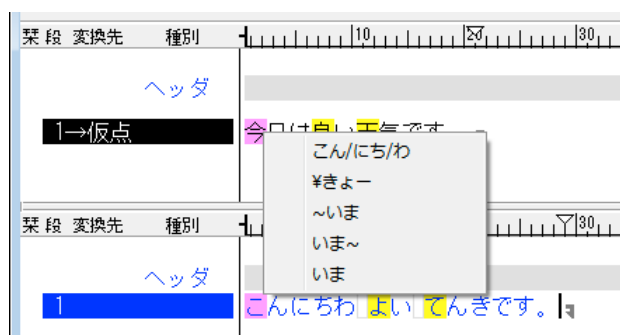 栞 段 変換先 種別 10 20 30
ヘッダ
1→仮点 今日は良い天気です。
こん/にち/わ
¥きょー
~いま
いま~
いま
栞 段 変換先 種別 30
ヘッダ
1 こんにちわ よい てんきです。